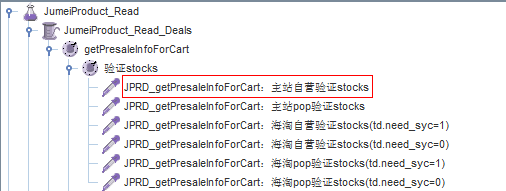 JumeiProduct_Read
JumeiProduct_Read_Deals
getPresaleInfoForCart
验证stocks
JPRD_getPresaleInfoForCart：主站自营验证stocks
JPRD_getPresaleInfoForCart：主站pop验证stocks
JPRD_getPresaleInfoForCart：海淘自营验证stocks(td.need_syc=1)
JPRD_getPresaleInfoForCart：海淘自营验证stocks(td.need_syc=0)
JPRD_getPresaleInfoForCart：海淘pop验证stocks(td.need_syc=1)
JPRD_getPresaleInfoForCart：海淘pop验证stocks(td.need_syc=0)